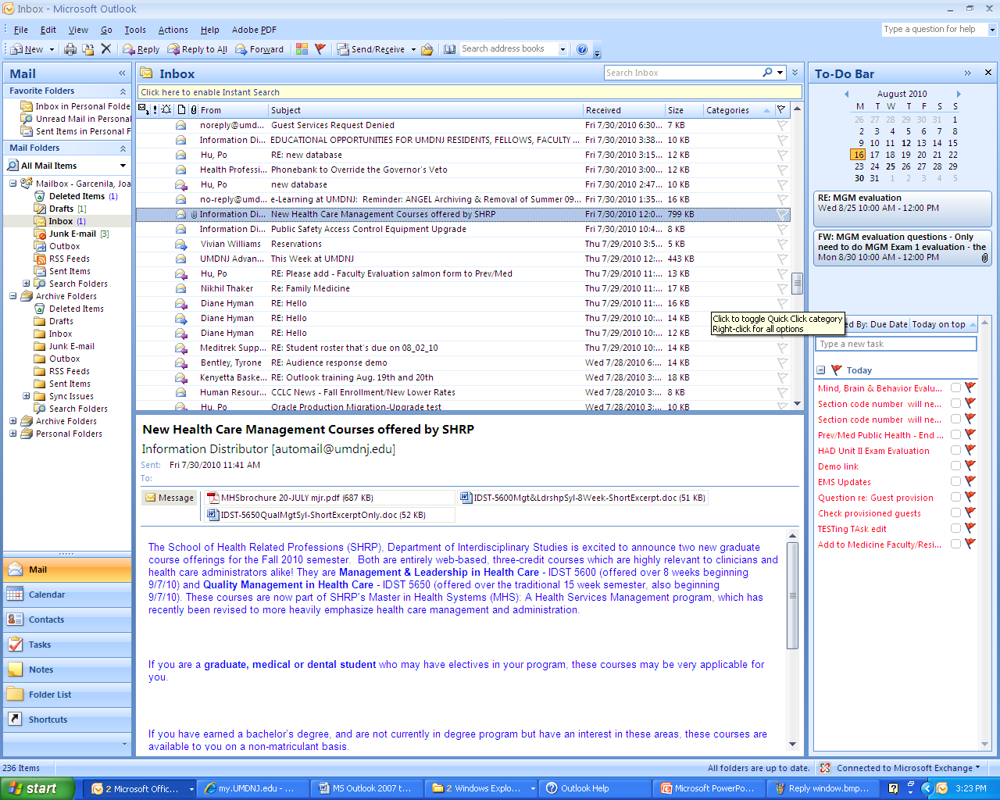 Inbox - Microsoft Outlook
File Edit View Go Tools Actions Help Adobe PDF
Type a question for help
New Reply Reply to All Forward Send/Receive Search address books
Mail «
Favorite Folders
Inbox in Personal Folde
Unread Mail in Personal
Sent Items in Personal F
Mail Folders
All Mail Items
Mailbox - Garcenila, Joa
Deleted Items (1)
Drafts [1]
Inbox (1)
Junk E-mail [3]
Outbox
RSS Feeds
Sent Items
Search Folders
Archive Folders
Deleted Items
Drafts
Inbox
Junk E-mail
Outbox
RSS Feeds
Sent Items
Sync Issues
Search Folders
Archive Folders
Personal Folders
Mail
Calendar
Contacts
Tasks
Notes
Folder List
Shortcuts
Inbox
Search Inbox
Click here to enable Instant Search
From Subject Received Size Categories
noreply@umd... Guest Services Request Denied Fri 7/30/2010 6:30... 7 KB
Information Di... EDUCATIONAL OPPORTUNITIES FOR UMDNJ RESIDENTS, FELLOWS, FACULTY ... Fri 7/30/2010 3:38... 10 KB
Hu, Po RE: new database Fri 7/30/2010 3:15... 12 KB
Health Professi... Phonebank to Override the Governor's Veto Fri 7/30/2010 3:00... 12 KB
Hu, Po new database Fri 7/30/2010 2:47... 10 KB
no-reply@umd... e-Learning at UMDNJ: Reminder: ANGEL Archiving & Removal of Summer 09... Fri 7/30/2010 1:35... 14 KB
Information Di... New Health Care Management Courses offered by SHRP Fri 7/30/2010 12:0... 799 KB
Information Di... Public Safety Access Control Equipment Upgrade Fri 7/30/2010 10:4... 8 KB
Vivian Williams Reservations Thu 7/29/2010 3:5... 5 KB
UMDNJ Advan... This Week at UMDNJ Thu 7/29/2010 2:1... 443 KB
Hu, Po RE: Please add - Faculty Evaluation salmon form to Prev/Med Thu 7/29/2010 11:... 13 KB
Nikhil Thaker Re: Family Medicine Thu 7/29/2010 11:... 17 KB
Diane Hyman RE: Hello Thu 7/29/2010 11:... 16 KB
Diane Hyman RE: Hello Thu 7/29/2010 10:... 14 KB
Diane Hyman RE: Hello Thu 7/29/2010 10:... 12 KB
Meditrek Supp... RE: Student roster that's due on 08_02_10 Thu 7/29/2010 10:... 14 KB
Bentley, Tyrone RE: Audience response demo Wed 7/28/2010 6:... 14 KB
Kenyetta Baske... RE: Outlook training Aug. 19th and 20th Wed 7/28/2010 3:... 18 KB
Human Resour... CCLC News - Fall Enrollment/New Lower Rates Wed 7/28/2010 3:... 8 KB
Hu, Po Oracle Production Migration-Upgrade test Wed 7/28/2010 3:... 10 KB
Click to toggle Quick Click category
Right-click for all options
New Health Care Management Courses offered by SHRP
Information Distributor [automail@umdnj.edu]
Sent: Fri 7/30/2010 11:41 AM
To:
Message MHSbrochure 20-JULY mjr.pdf (687 KB) IDST-5600Mgt&LdrshpSyl-8Week-ShortExcerpt.doc (51 KB)
IDST-5650QualMgtSyl-ShortExcerptOnly.doc (52 KB)
The School of Health Related Professions (SHRP), Department of Interdisciplinary Studies is excited to announce two new graduate
course offerings for the Fall 2010 semester. Both are entirely web-based, three-credit courses which are highly relevant to clinicians and
health care administrators alike! They are Management & Leadership in Health Care - IDST 5600 (offered over 8 weeks beginning
9/7/10) and Quality Management in Health Care - IDST 5650 (offered over the traditional 15 week semester, also beginning
9/7/10). These courses are now part of SHRP's Master in Health Systems (MHS): A Health Services Management program, which has
recently been revised to more heavily emphasize health care management and administration.
If you are a graduate, medical or dental student who may have electives in your program, these courses may be very applicable for
you.
If you have earned a bachelor's degree, and are not currently in degree program but have an interest in these areas, these courses are
available to you on a non-matriculant basis.
To-Do Bar »
August 2010
M T W T F S S
26 27 28 29 30 31 1
2 3 4 5 6 7 8
9 10 11 12 13 14 15
16 17 18 19 20 21 22
23 24 25 26 27 28 29
30 31 1 2 3 4 5
RE: MGM evaluation
Wed 8/25 10:00 AM - 12:00 PM
FW: MGM evaluation questions - Only
need to do MGM Exam 1 evaluation - the
Mon 8/30 10:00 AM - 12:00 PM
ed By: Due Date Today on top
Type a new task
Today
Mind, Brain & Behavior Evalu...
Section code number will ne...
Section code number will ne...
Prev/Med Public Health - End ...
HAD Unit II Exam Evaluation
Demo link
EMS Updates
Question re: Guest provision
Check provisioned guests
TESTing TAsk edit
Add to Medicine Faculty/Resi...
236 Items All folders are up to date. Connected to Microsoft Exchange
start 2 Microsoft Offic... my.UMDNJ.edu - ... MS Outlook 2007 t... 2 Windows Explo... Outlook Help Microsoft PowerPo... Reply window.bmp... 3:23 PM